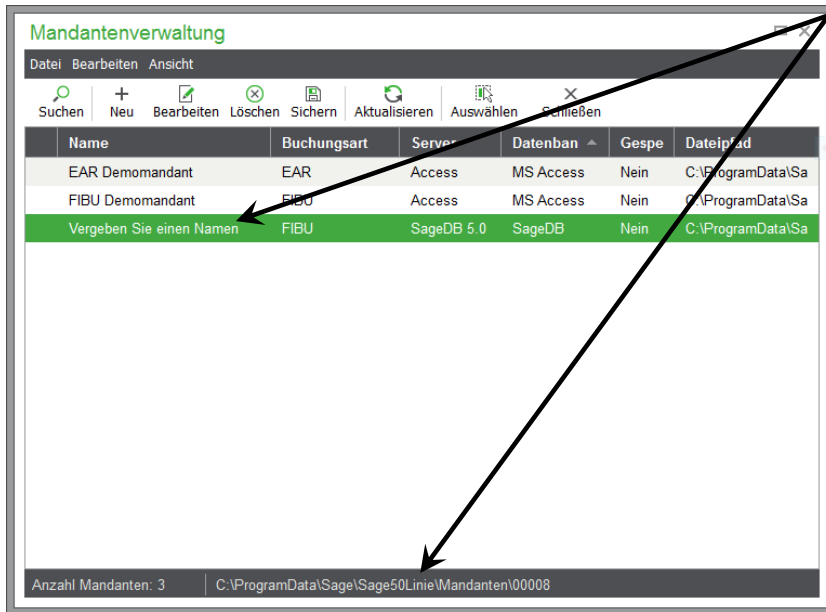 Mandantenverwaltung
Datei Bearbeiten Ansicht
Suchen Neu Bearbeiten Löschen Sichern Aktualisieren Auswählen Schließen
Name Buchungsart Server Datenban Gespe Dateipfad
EAR Demomandant EAR Access MS Access Nein C:\ProgramData\Sa
FIBU Demomandant FIBU Access MS Access Nein C:\ProgramData\Sa
Vergeben Sie einen Namen FIBU SageDB 5.0 SageDB Nein C:\ProgramData\Sa
Anzahl Mandanten: 3 C:\ProgramData\Sage\Sage50Linie\Mandanten\00008